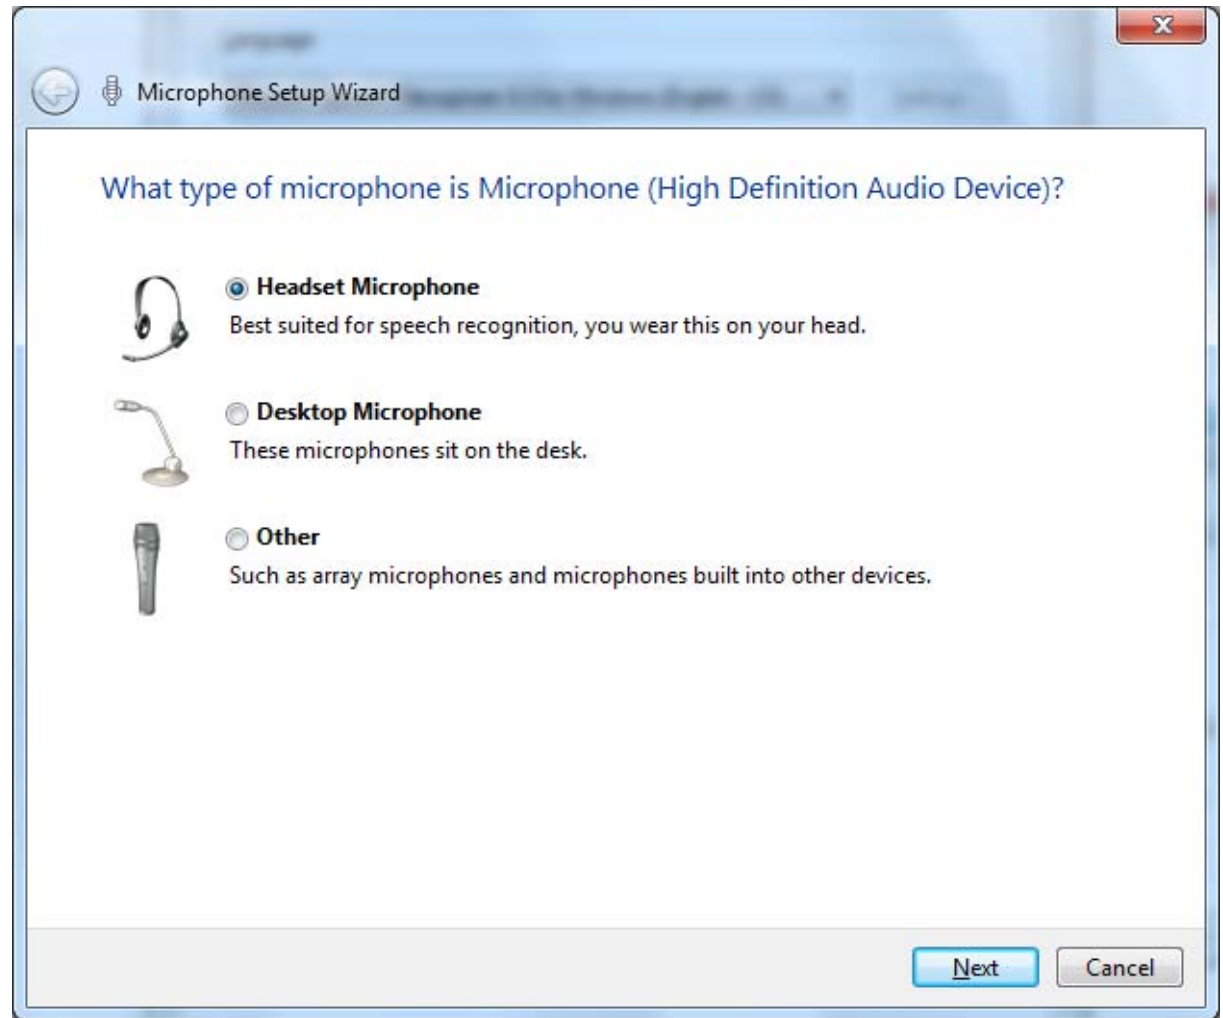 Language
Microphone Setup Wizard
What type of microphone is Microphone (High Definition Audio Device)?
Headset Microphone
Best suited for speech recognition, you wear this on your head.
Desktop Microphone
These microphones sit on the desk.
Other
Such as array microphones and microphones built into other devices.
Next
Cancel